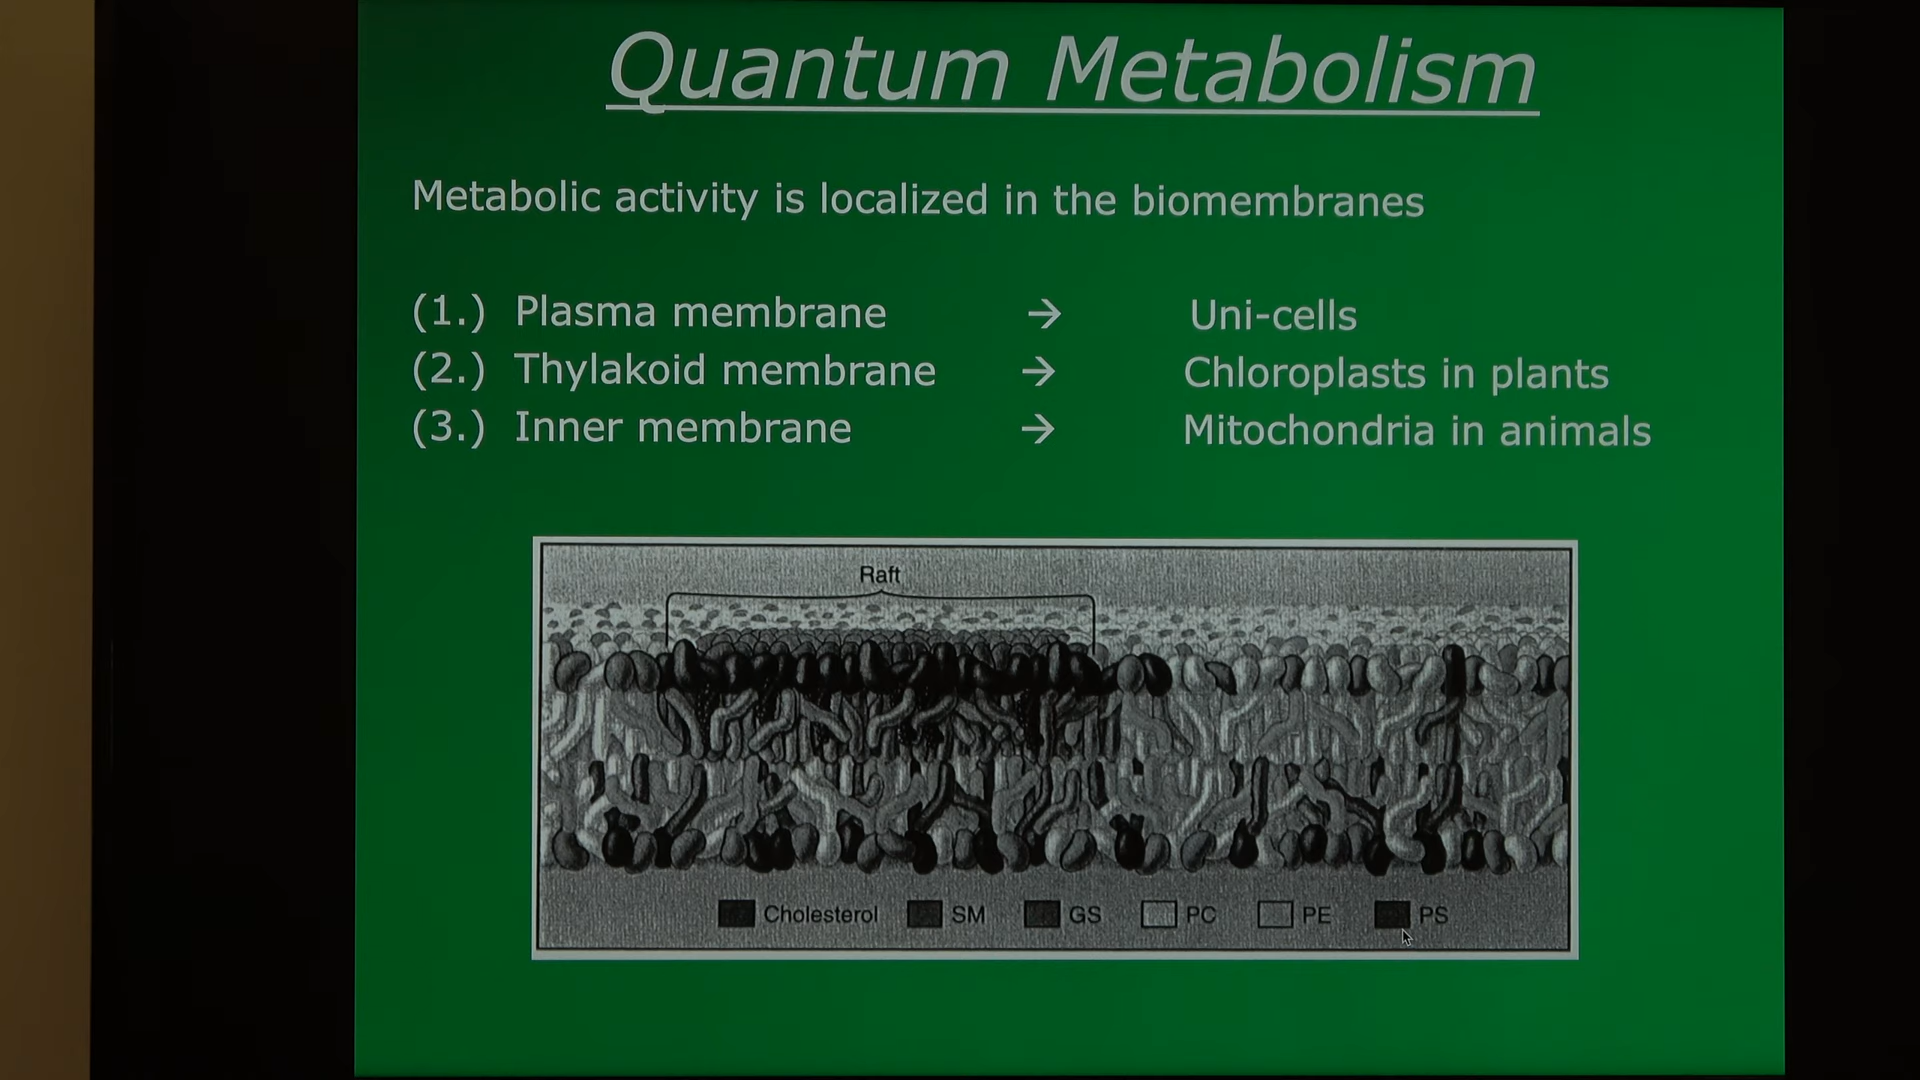 Quantum Metabolism
Metabolic activity is localized in the biomembranes
(1.) Plasma membrane → Uni-cells
(2.) Thylakoid membrane → Chloroplasts in plants
(3.) Inner membrane → Mitochondria in animals
Raft
Cholesterol SM GS PC PE PS